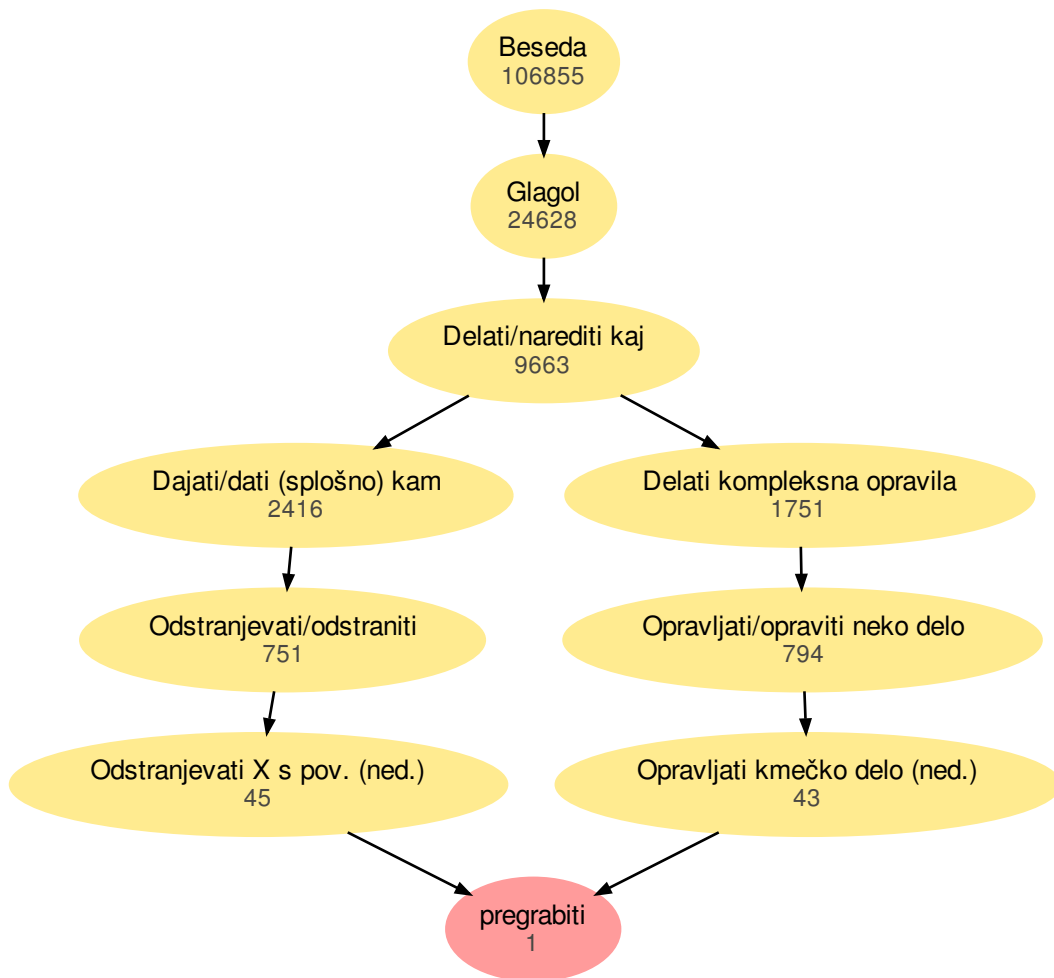 Beseda
106855
Glagol
24628
Delati/narediti kaj
9663
Dajati/dati (splošno) kam
2416
Delati kompleksna opravila
1751
Odstranjevati/odstraniti
751
Opravljati/opraviti neko delo
794
Odstranjevati X s pov. (ned.)
45
Opravljati kmečko delo (ned.)
43
pregrabiti
1